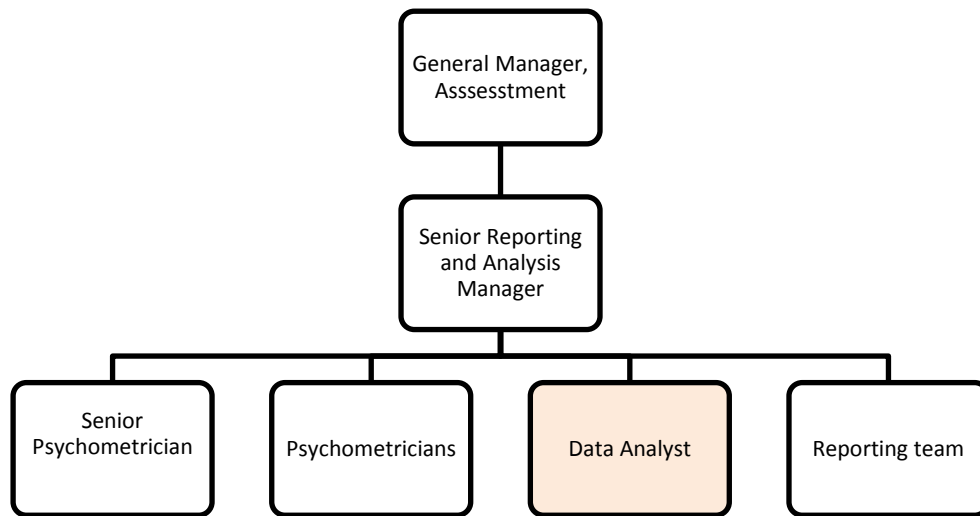 General Manager,
Asssesstment
Senior Reporting
and Analysis
Manager
Senior
Psychometrician
Psychometricians
Data Analyst
Reporting team